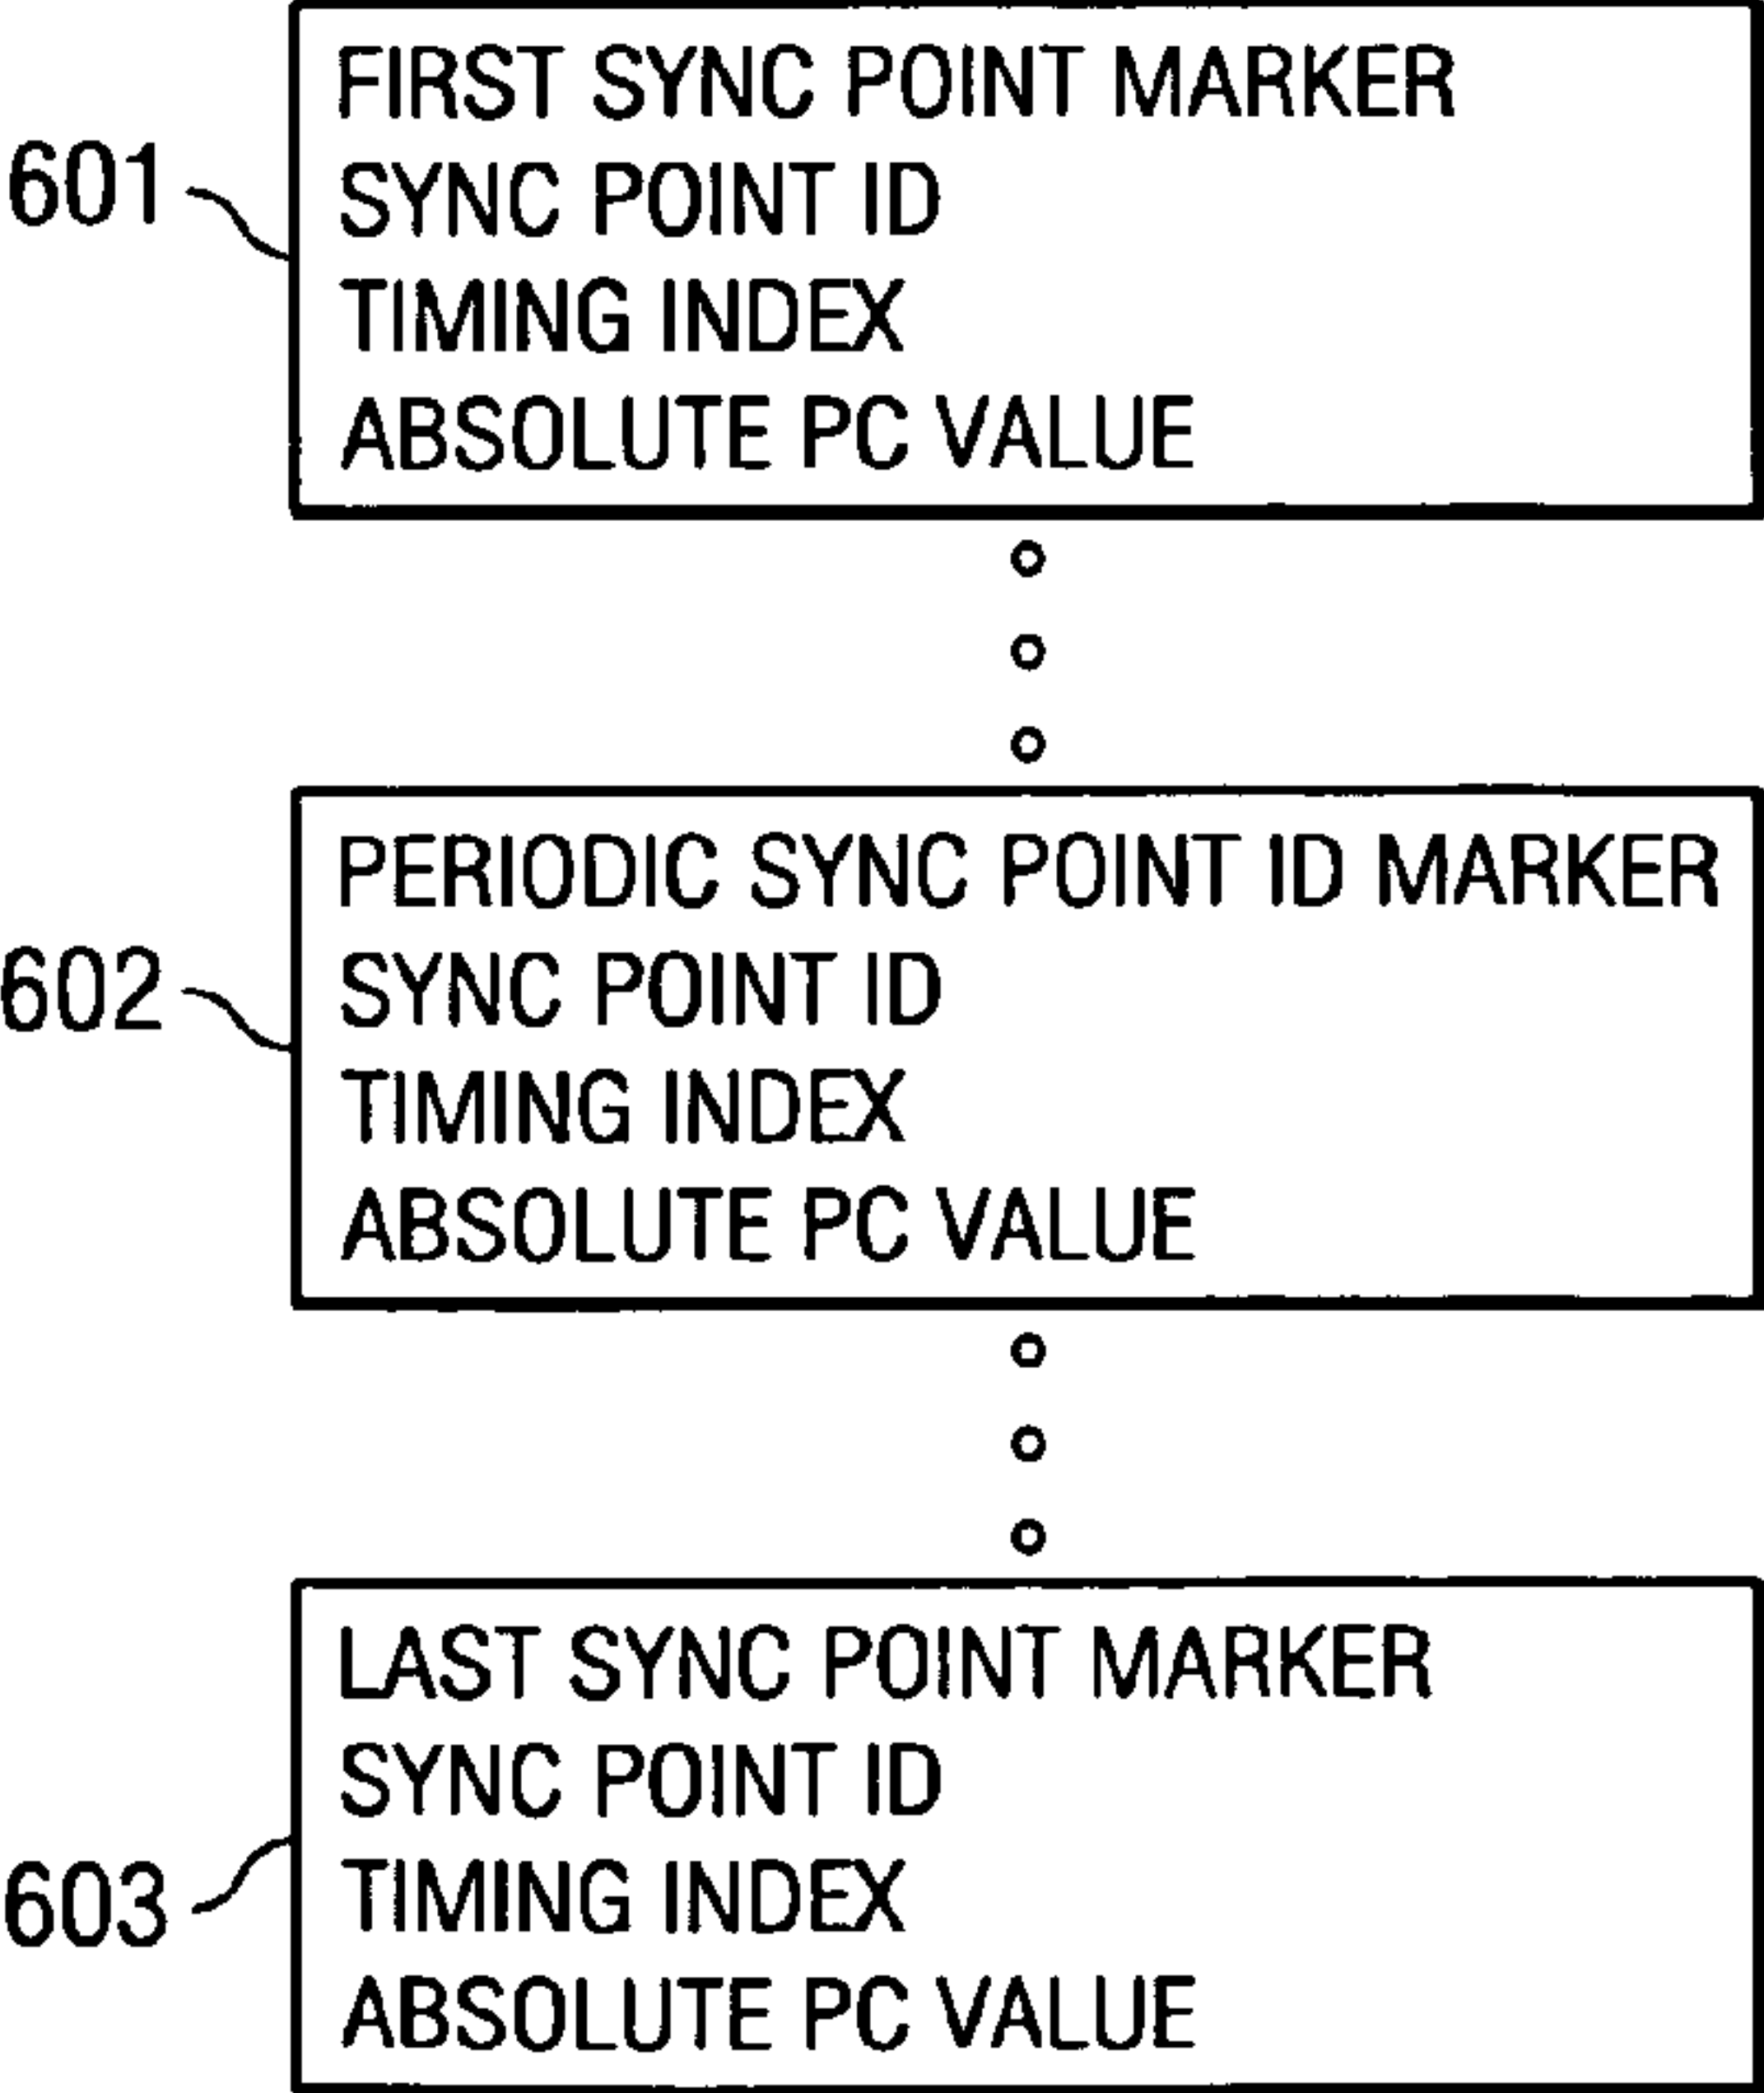 FIRST SYNC POINT MARKER
601
SYNC POINT ID
TIMING INDEX
ABSOLUTE PC VALUE
PERIODIC SYNC POINT ID MARKER
602
SYNC POINT ID
TIMING INDEX
ABSOLUTE PC VALUE
LAST SYNC POINT MARKER
SYNC POINT ID
603
TIMING INDEX
ABSOLUTE PC VALUE